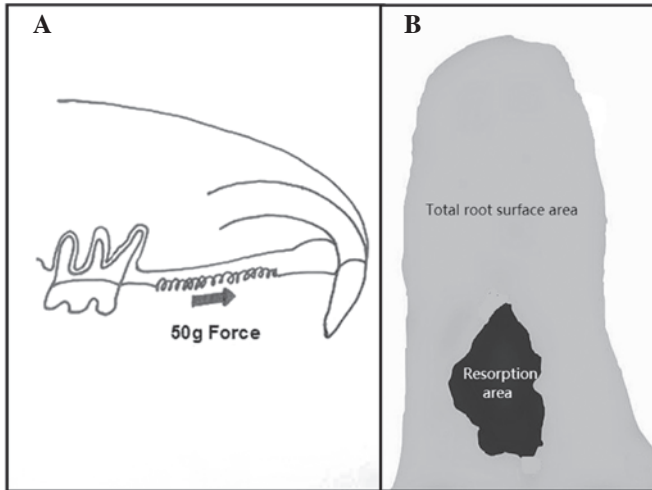 A
B
50g Force
Total root surface area
Resorption
area